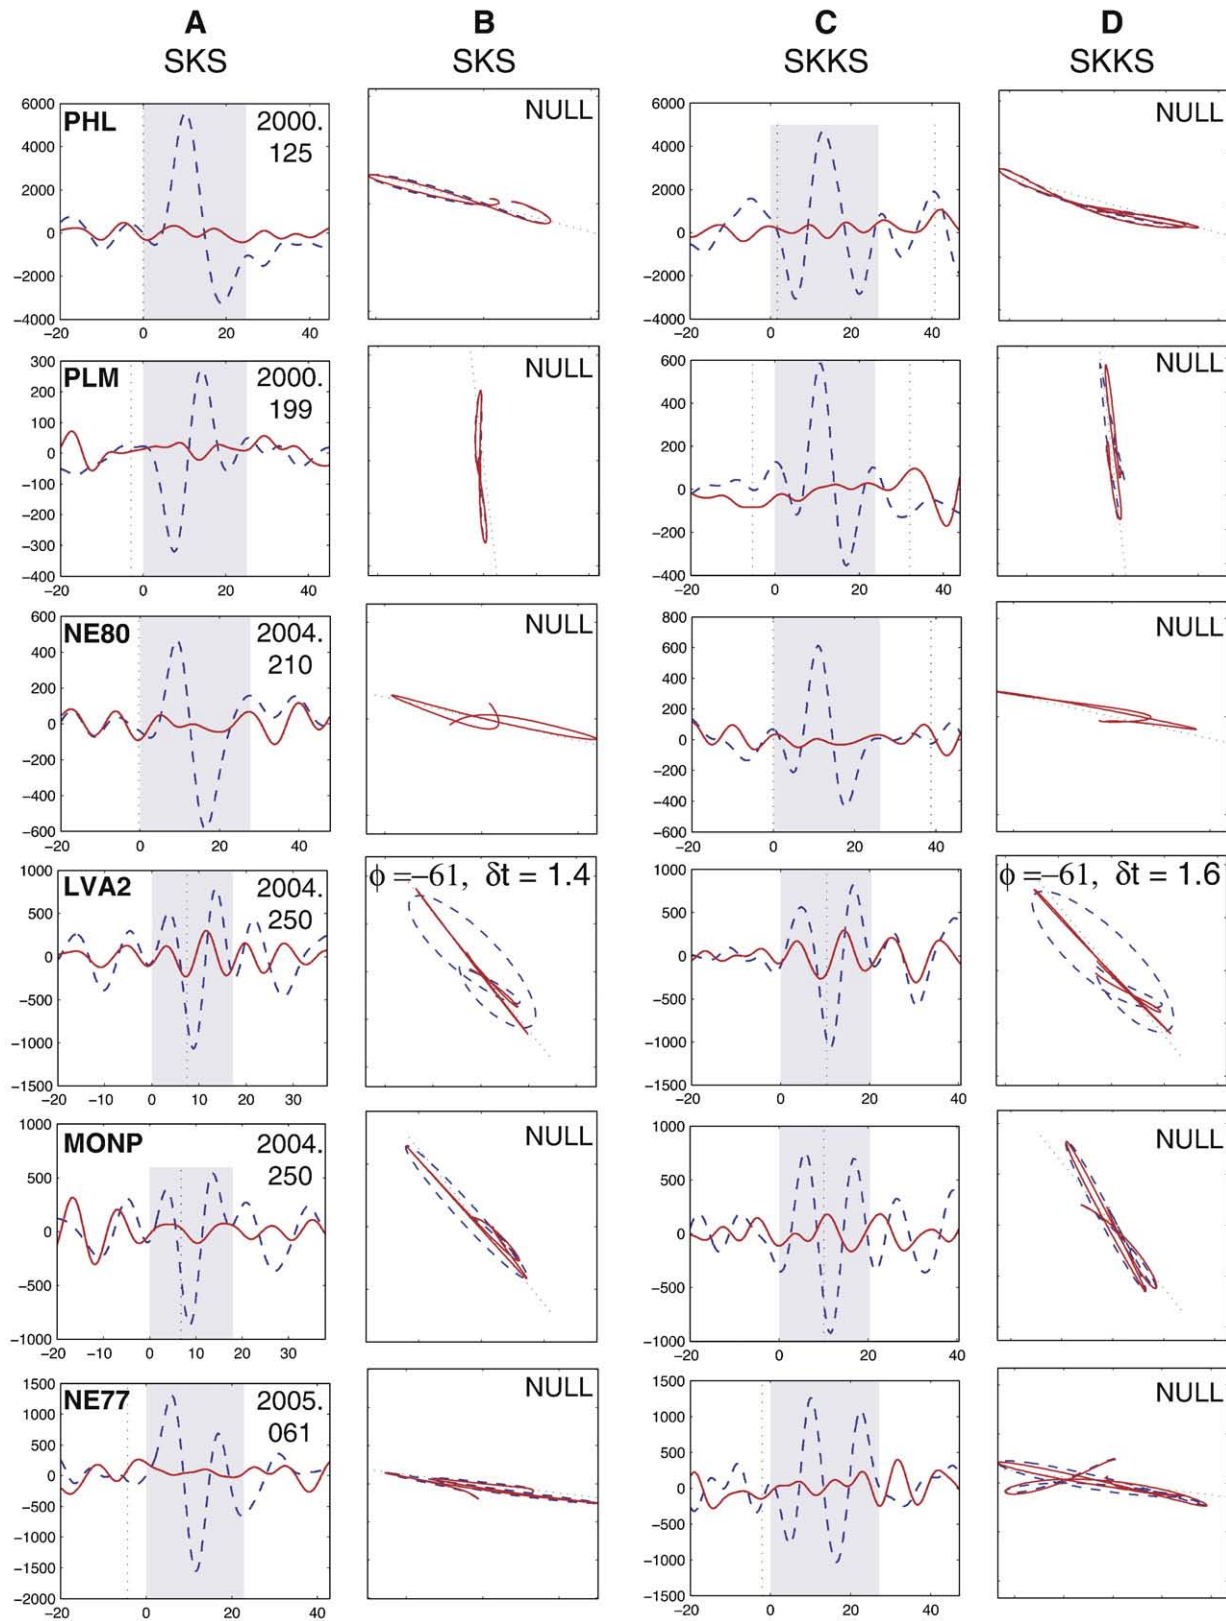 A B C D
SKS SKS SKKS SKKS
PHL 2000.
125
6000
4000
2000
0
−2000
−4000
−20 0 20 40
NULL
6000
4000
2000
0
−2000
−4000
−20 0 20 40
NULL
PLM 2000.
199
300
200
100
0
−100
−200
−300
−400
−20 0 20 40
NULL
600
400
200
0
−200
−400
−20 0 20 40
NULL
NE80 2004.
210
600
400
200
0
−200
−400
−600
−20 0 20 40
NULL
800
600
400
200
0
−200
−400
−600
−20 0 20 40
NULL
LVA2 2004.
250
1000
500
0
−500
−1000
−1500
−20 −10 0 10 20 30
ϕ =−61, δt = 1.4
1000
500
0
−500
−1000
−1500
−20 0 20 40
ϕ =−61, δt = 1.6
MONP 2004.
250
1000
500
0
−500
−1000
−20 −10 0 10 20 30
NULL
1000
500
0
−500
−1000
−20 0 20 40
NULL
NE77 2005.
061
1500
1000
500
0
−500
−1000
−1500
−2000
−20 0 20 40
NULL
1500
1000
500
0
−500
−1000
−1500
−20 0 20 40
NULL